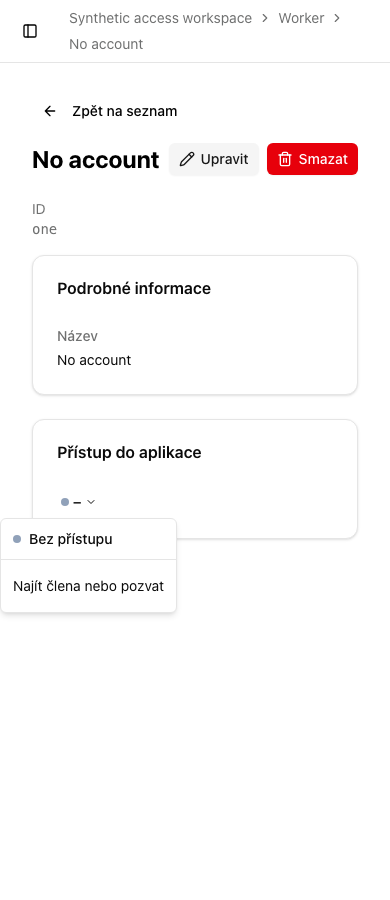 Synthetic access workspace > Worker >
No account
Zpět na seznam
No account
Upravit
Smazat
ID
one
Podrobné informace
Název
No account
Přístup do aplikace
–
Bez přístupu
Najít člena nebo pozvat